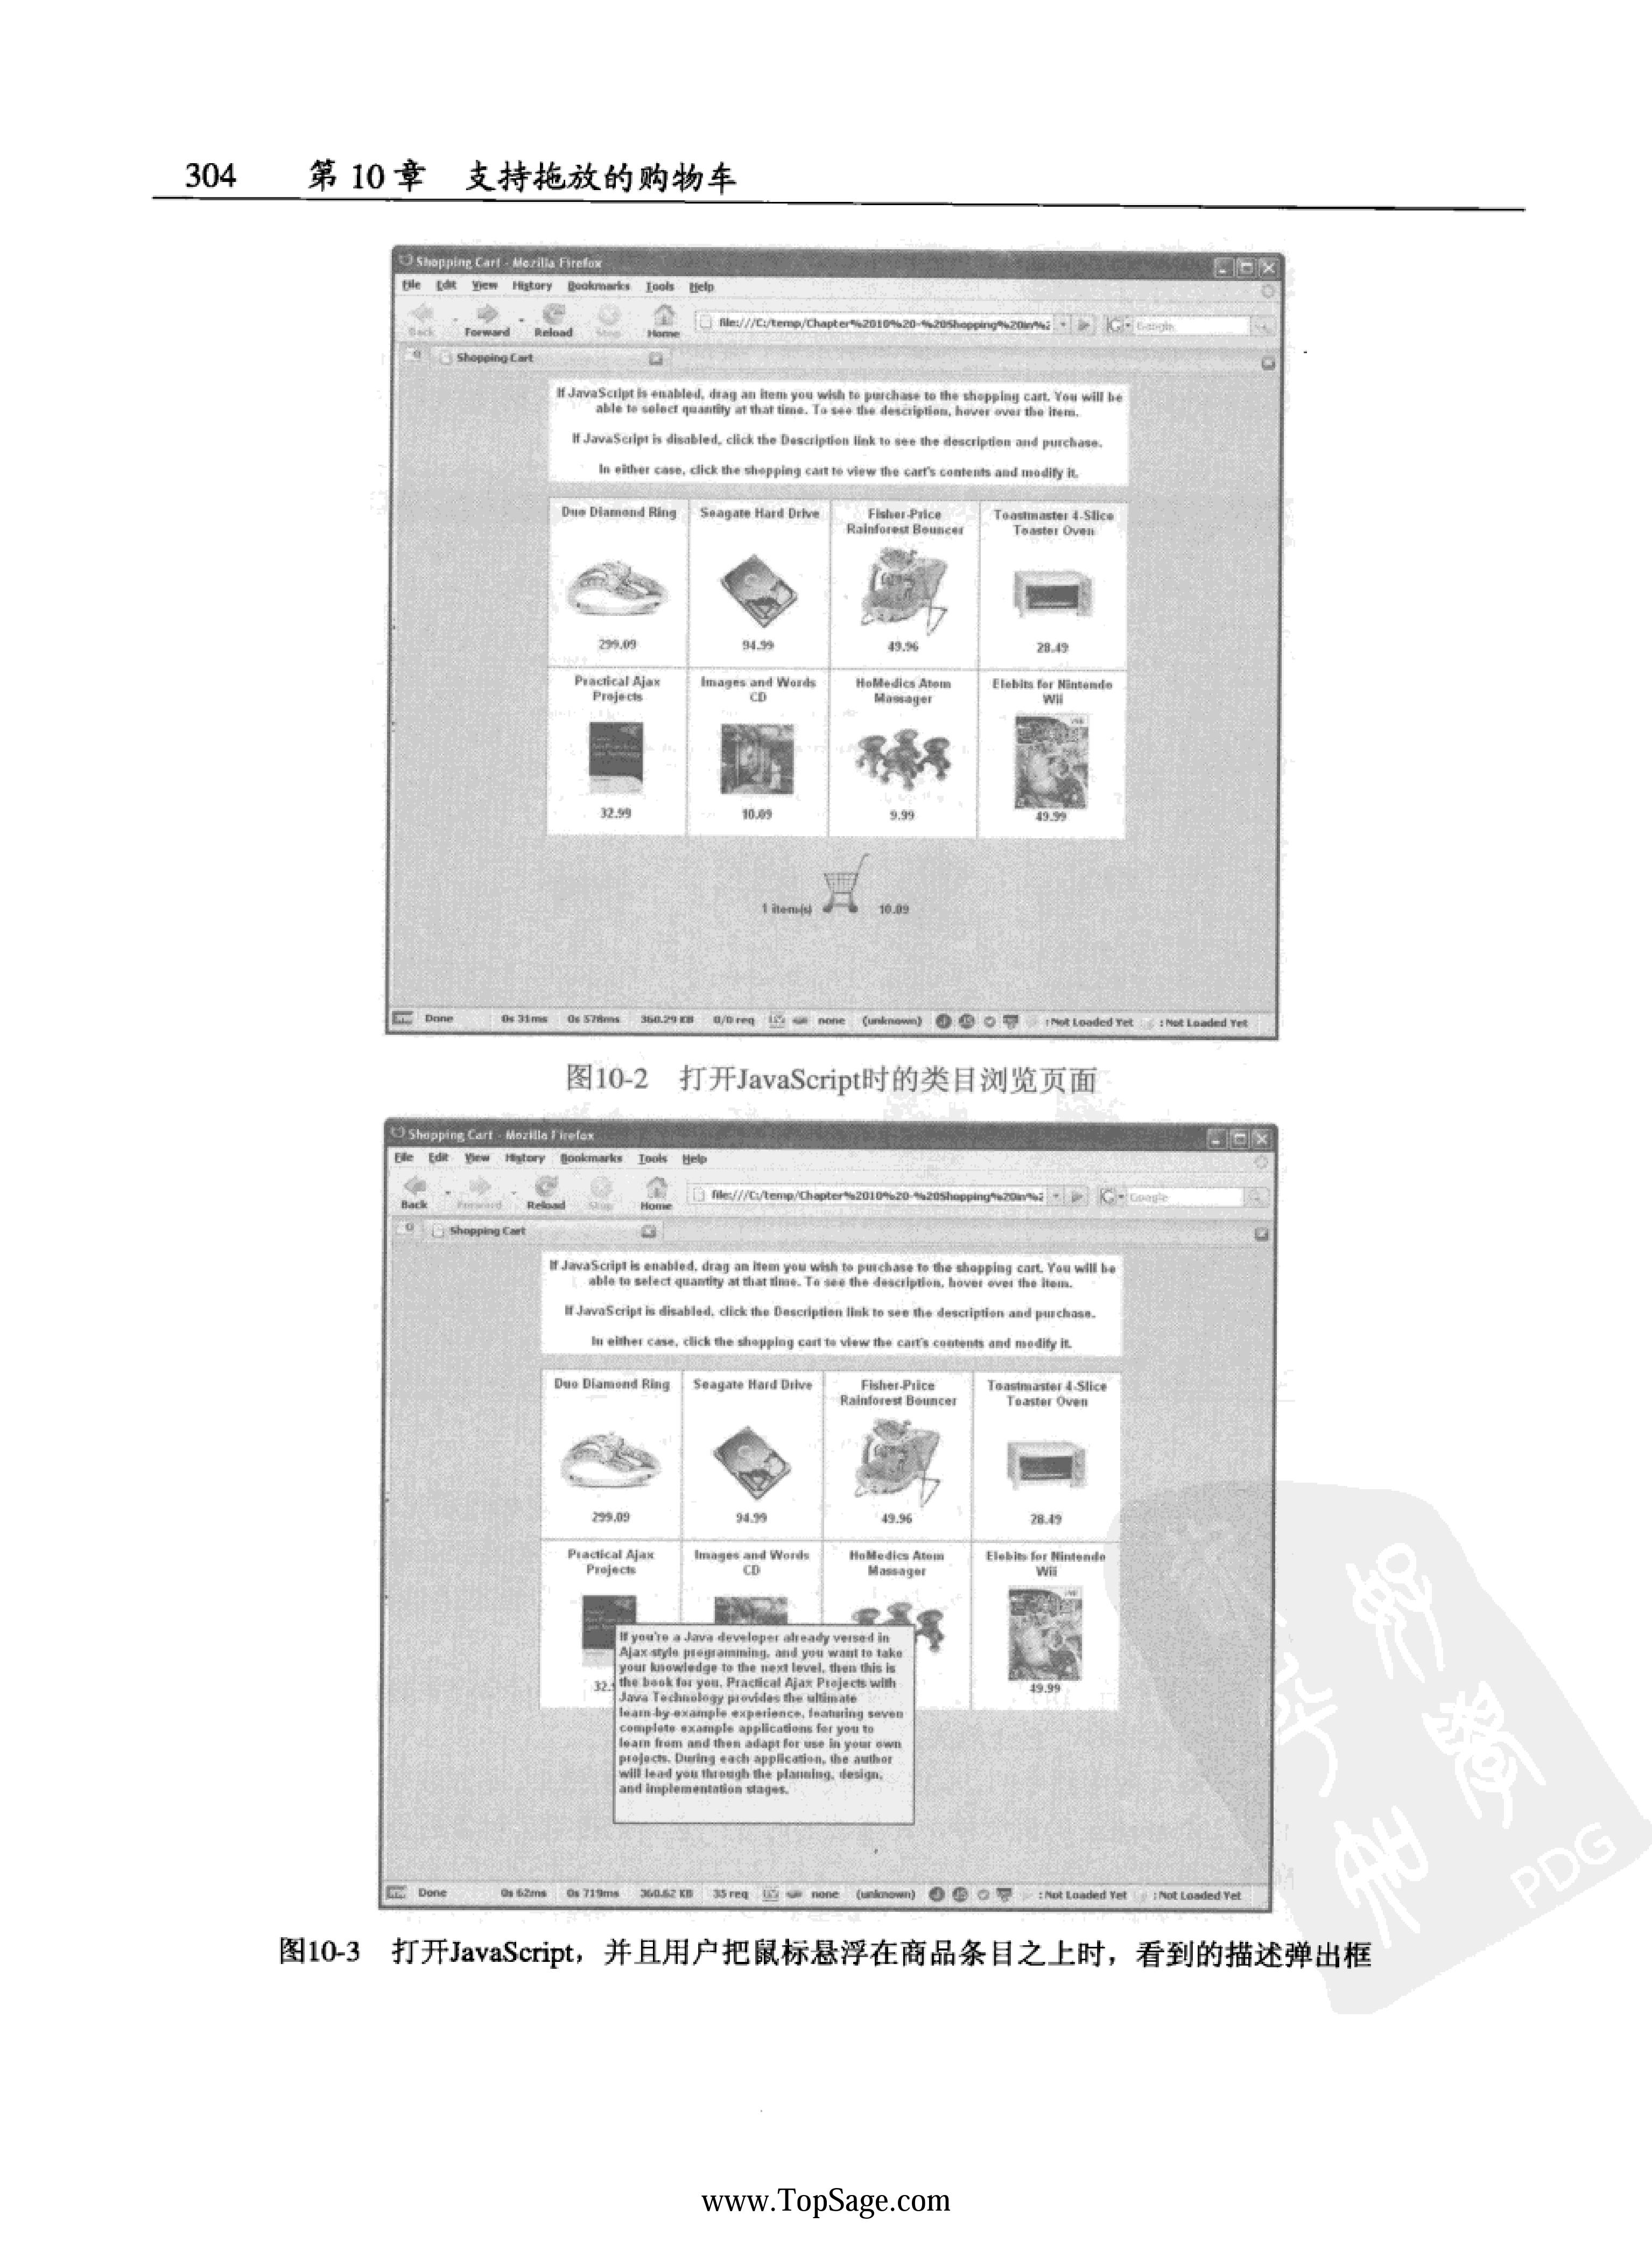 304 第 10 章 支持拖放的购物车
Shopping Cart - Mozilla Firefox
File Edit View History Bookmarks Tools Help
Back Forward Reload Stop Home file:///C:/temp/Chapter%2010%20-%20Shopping%20in%2 Google
Shopping Cart
If JavaScript is enabled, drag an item you wish to purchase to the shopping cart. You will be
able to select quantity at that time. To see the description, hover over the item.
If JavaScript is disabled, click the Description link to see the description and purchase.
In either case, click the shopping cart to view the cart's contents and modify it.
Duo Diamond Ring Seagate Hard Drive Fisher-Price Toastmaster 4-Slice
Rainforest Bouncer Toaster Oven
299.09 94.99 49.96 28.49
Practical Ajax Images and Words HoMedics Atom Elebits for Nintendo
Projects CD Massager Wii
32.99 10.09 9.99 49.99
1 item(s) 10.09
Done 0s 31ms 0s 578ms 360.29 KB 0/0 req none (unknown) : Not Loaded Yet : Not Loaded Yet
图10-2 打开JavaScript时的类目浏览页面
Shopping Cart - Mozilla Firefox
File Edit View History Bookmarks Tools Help
Back Forward Reload Stop Home file:///C:/temp/Chapter%2010%20-%20Shopping%20in%2 Google
Shopping Cart
If JavaScript is enabled, drag an item you wish to purchase to the shopping cart. You will be
able to select quantity at that time. To see the description, hover over the item.
If JavaScript is disabled, click the Description link to see the description and purchase.
In either case, click the shopping cart to view the cart's contents and modify it.
Duo Diamond Ring Seagate Hard Drive Fisher-Price Toastmaster 4-Slice
Rainforest Bouncer Toaster Oven
299.09 94.99 49.96 28.49
Practical Ajax Images and Words HoMedics Atom Elebits for Nintendo
Projects CD Massager Wii
If you're a Java developer already versed in
Ajax-style programming, and you want to take
your knowledge to the next level, then this is
32. the book for you. Practical Ajax Projects with 49.99
Java Technology provides the ultimate
learn-by-example experience, featuring seven
complete example applications for you to
learn from and then adapt for use in your own
projects. During each application, the author
will lead you through the planning, design,
and implementation stages.
Done 0s 62ms 0s 719ms 360.62 KB 35 req none (unknown) : Not Loaded Yet : Not Loaded Yet
图10-3 打开JavaScript，并且用户把鼠标悬浮在商品条目之上时，看到的描述弹出框
PDG
www.TopSage.com